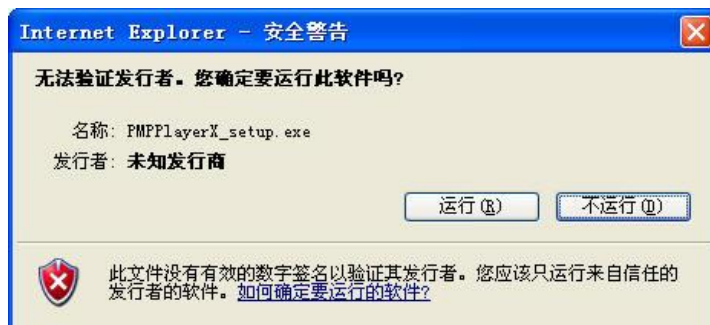 Internet Explorer - 安全警告
无法验证发行者。您确定要运行此软件吗?
名称: PMPPlayerX_setup.exe
发行者: 未知发行商
运行(R) 不运行(D)
此文件没有有效的数字签名以验证其发行者。您应该只运行来自信任的
发行者的软件。如何确定要运行的软件?